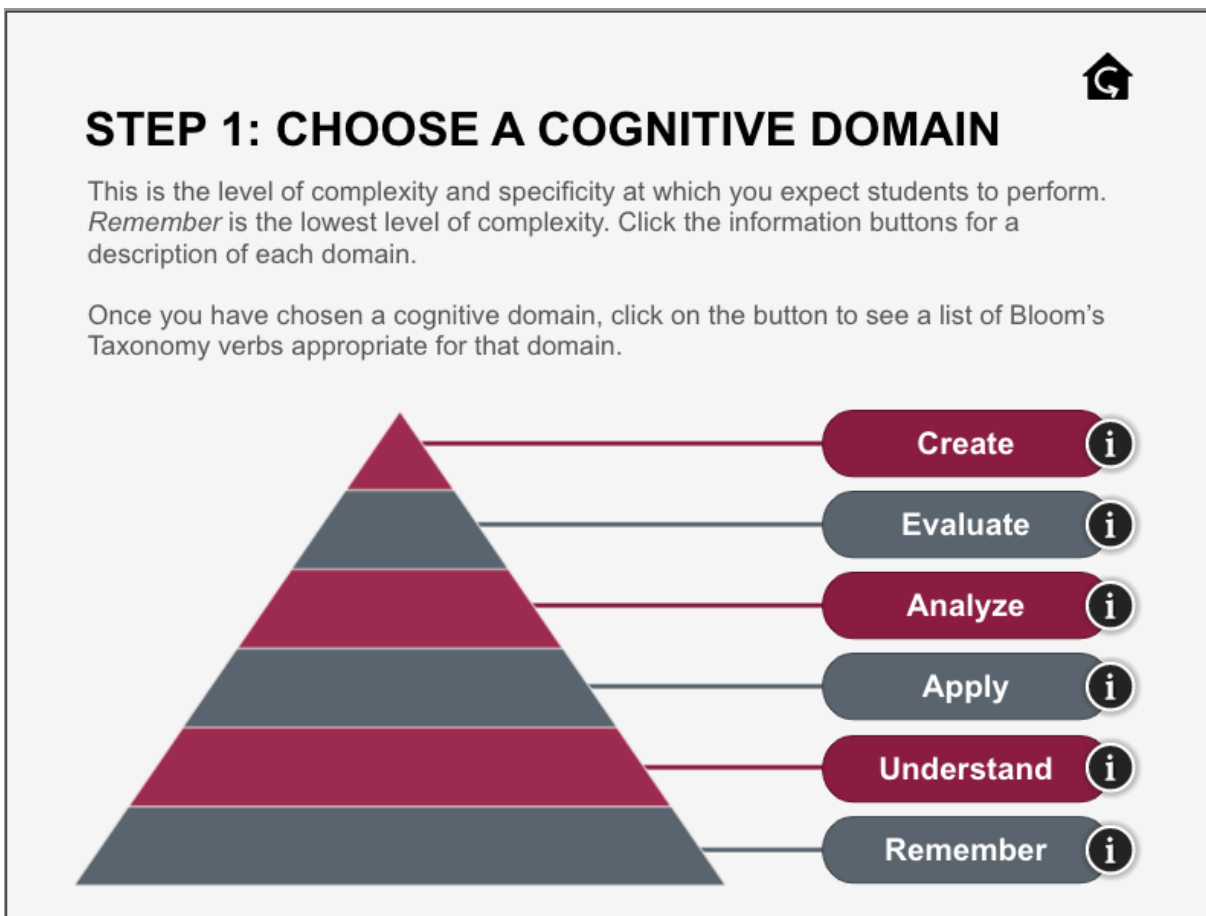 STEP 1: CHOOSE A COGNITIVE DOMAIN
This is the level of complexity and specificity at which you expect students to perform.
Remember is the lowest level of complexity. Click the information buttons for a
description of each domain.
Once you have chosen a cognitive domain, click on the button to see a list of Bloom’s
Taxonomy verbs appropriate for that domain.
Create i
Evaluate i
Analyze i
Apply i
Understand i
Remember i